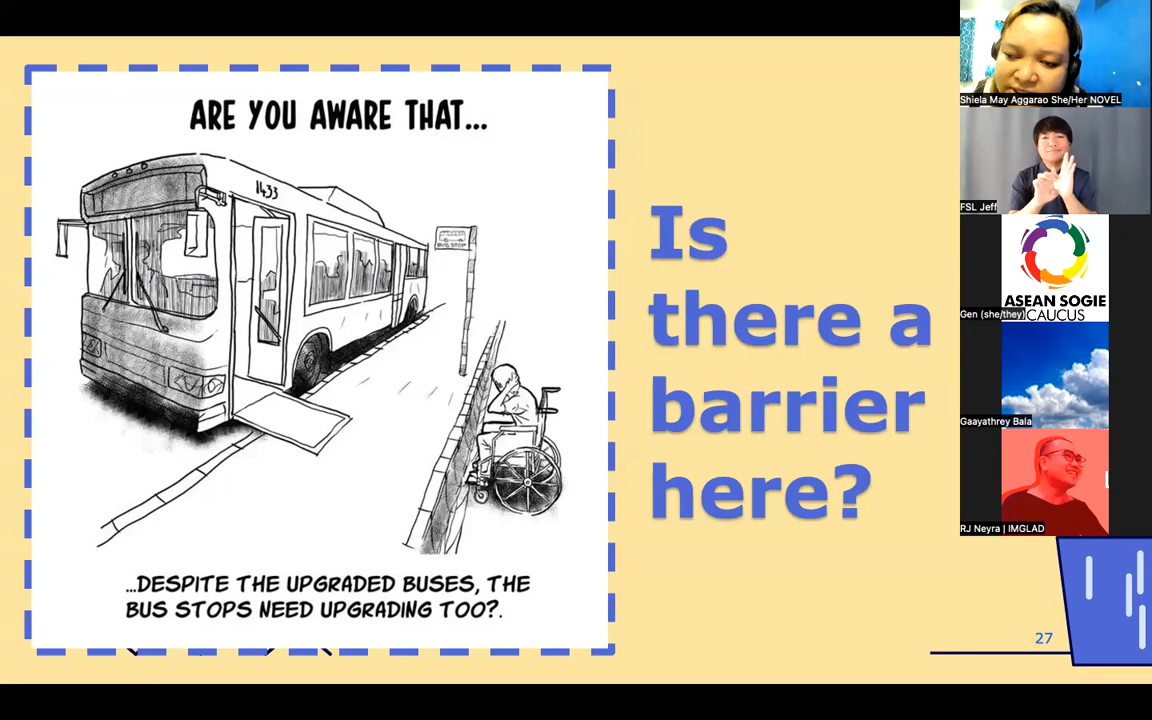 ARE YOU AWARE THAT...
1433
BUS STOP
...DESPITE THE UPGRADED BUSES, THE
BUS STOPS NEED UPGRADING TOO?.
Is
there a
barrier
here?
27
Shiela May Aggarao She/Her NOVEL
FSL Jeff
ASEAN SOGIE
CAUCUS
Gen (she/they)
Gaayathrey Bala
RJ Neyra | IMGLAD